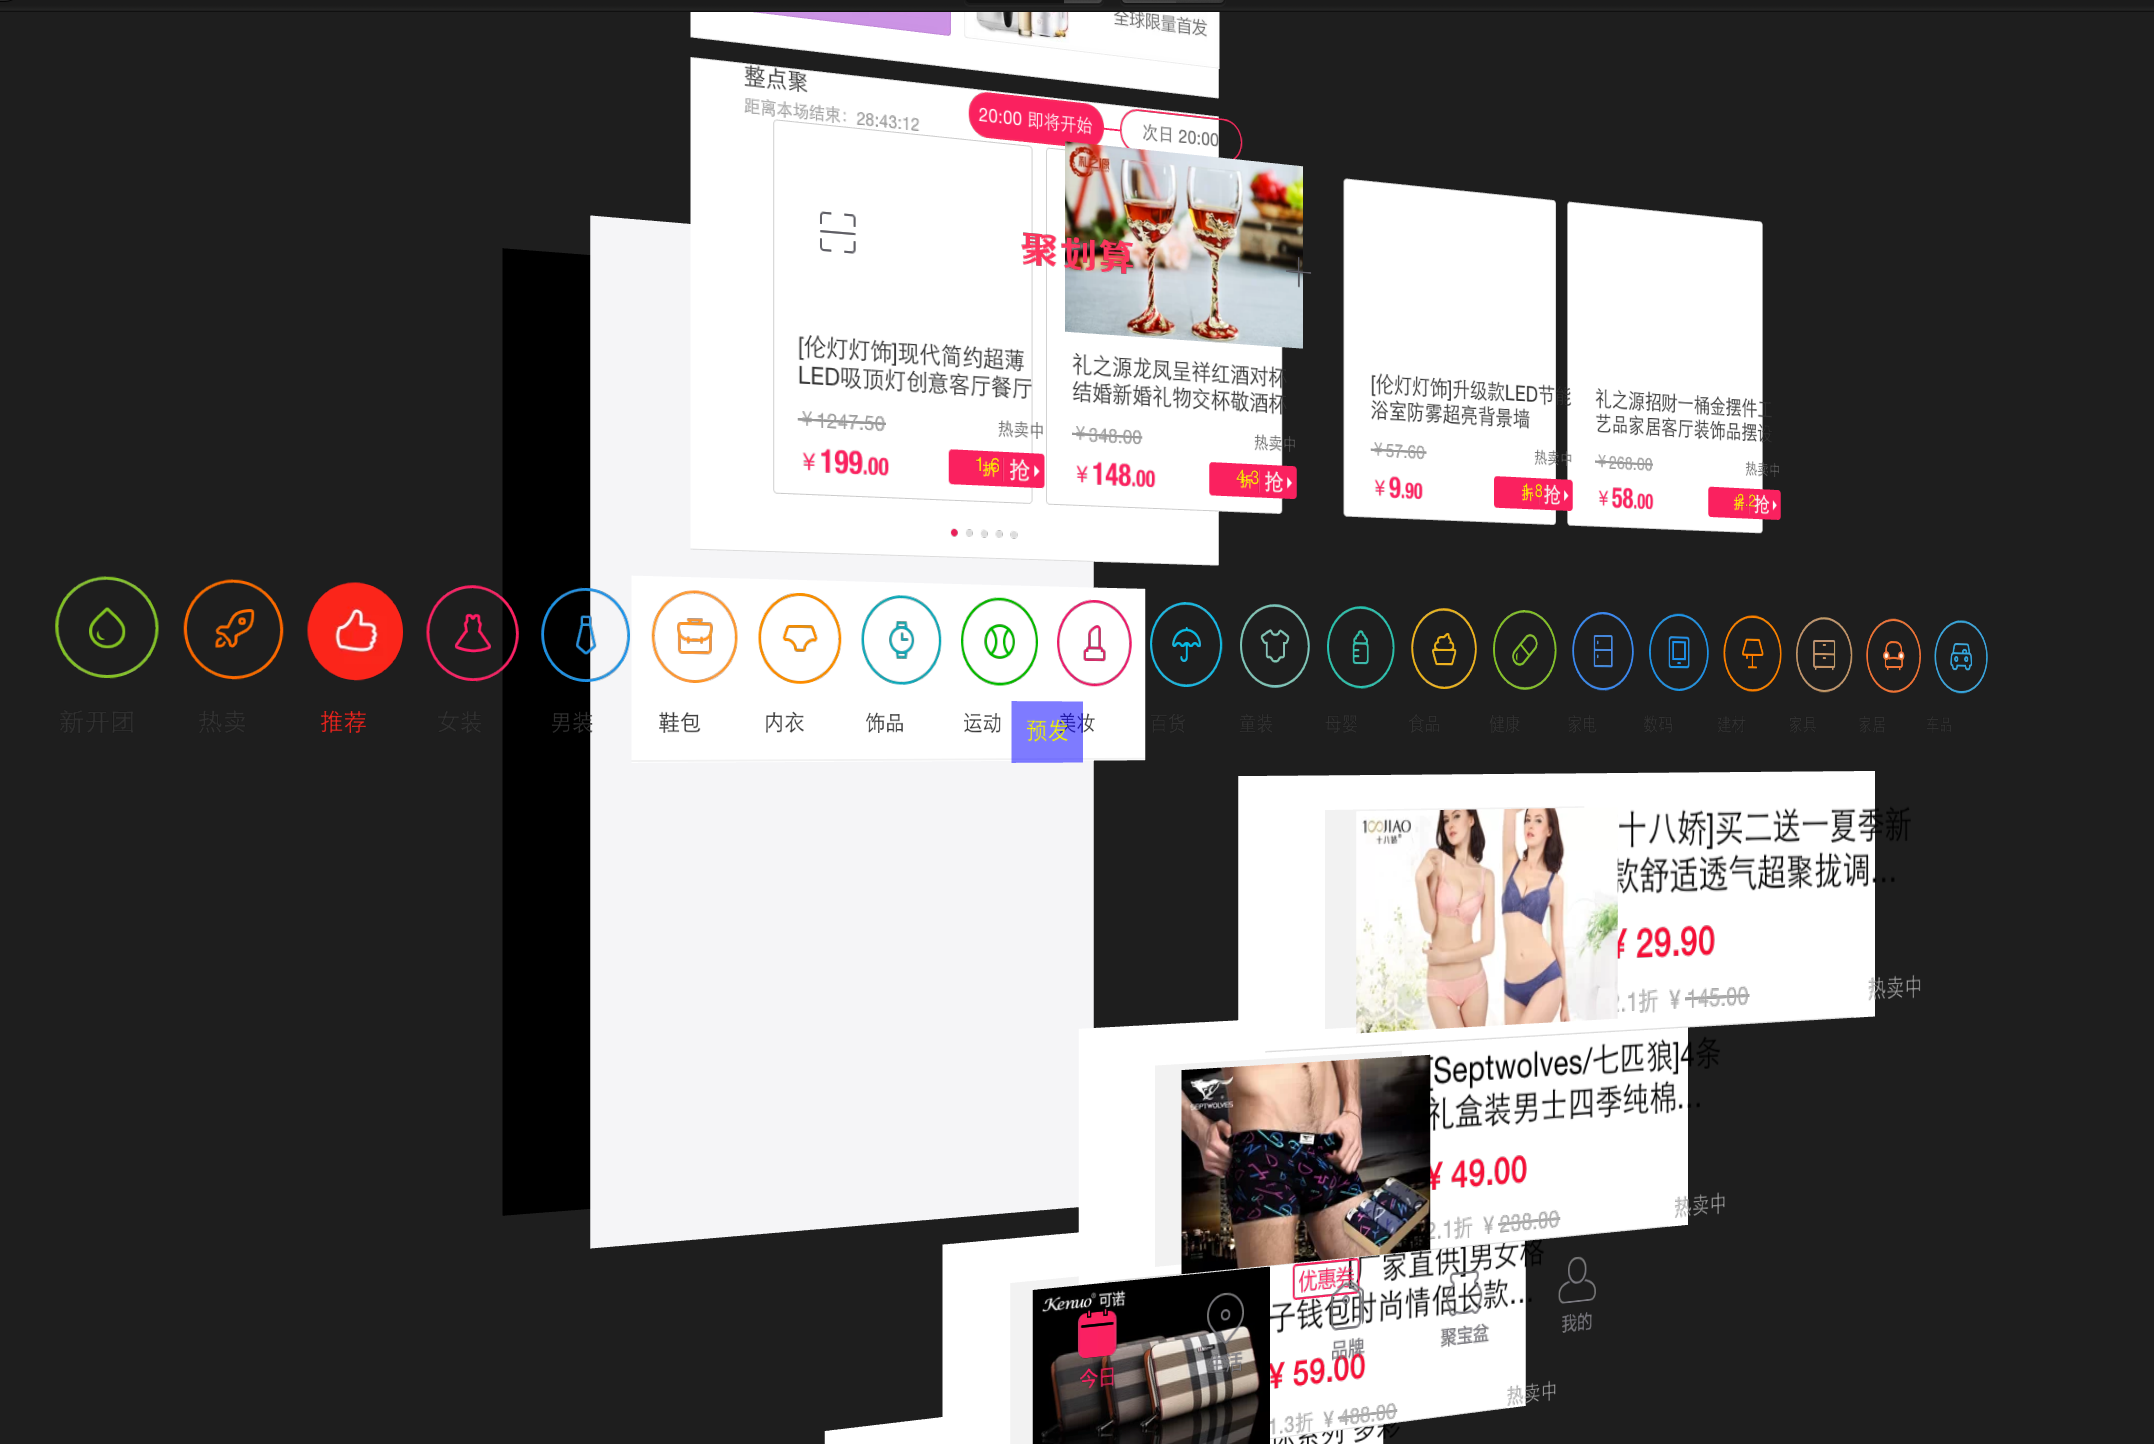 全球限量首发
整点聚
距离本场结束：28:43:12
20:00 即将开始
次日 20:00
礼之源
聚划算
[伦灯灯饰]现代简约超薄
LED吸顶灯创意客厅餐厅
¥1247.50
热卖中
¥199.00
1.6折
抢
礼之源龙凤呈祥红酒对杯
结婚新婚礼物交杯敬酒杯
¥348.00
热卖中
¥148.00
4.3折
抢
[伦灯灯饰]升级款LED节能
浴室防雾超亮背景墙
¥57.60
热卖中
¥9.90
1.8折
抢
礼之源招财一桶金摆件工
艺品家居客厅装饰品摆设
¥268.00
热卖中
¥58.00
2.2折
抢
新开团
热卖
推荐
女装
男装
鞋包
内衣
饰品
运动
美妆
百货
童装
母婴
食品
健康
家电
数码
建材
家具
家居
车品
预发
100JIAO
十八娇
十八娇]买二送一夏季新
款舒适透气超聚拢调...
¥ 29.90
2.1折 ¥145.00
热卖中
SEPTWOLVES
[Septwolves/七匹狼]4条
礼盒装男士四季纯棉...
¥ 49.00
2.1折 ¥238.00
热卖中
Kenuo 可诺
优惠券
厂家直供]男女格
子钱包时尚情侣长款...
¥ 59.00
1.3折 ¥488.00
热卖中
今日
生活
品牌
聚宝盆
我的